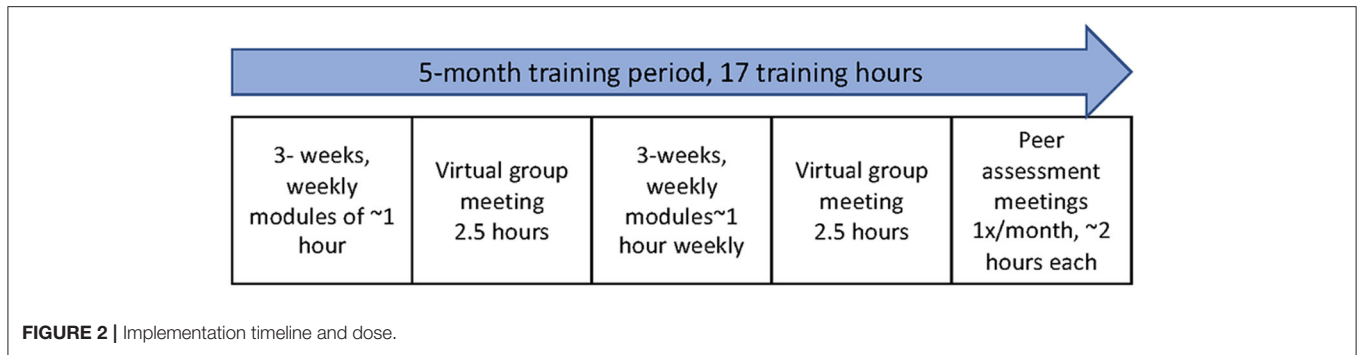 5-month training period, 17 training hours
3- weeks,
weekly
modules of ~1
hour
Virtual group
meeting
2.5 hours
3-weeks,
weekly
modules~1
hour weekly
Virtual group
meeting
2.5 hours
Peer
assessment
meetings
1x/month, ~2
hours each
FIGURE 2 | Implementation timeline and dose.